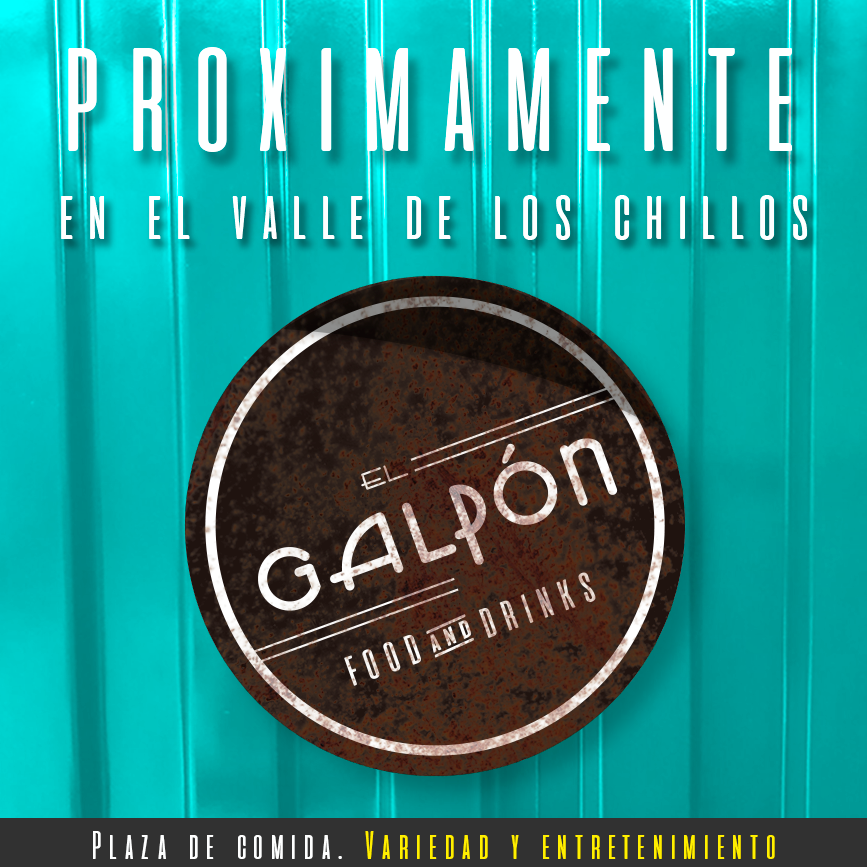 PROXIMAMENTE
EN EL VALLE DE LOS CHILLOS
EL
GALPÓN
FOOD AND DRINKS
PLAZA DE COMIDA. VARIEDAD Y ENTRETENIMIENTO